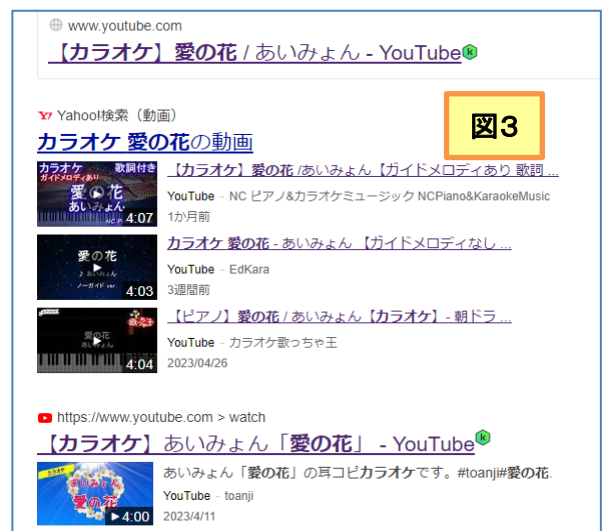 www.youtube.com
【カラオケ】愛の花 / あいみょん - YouTube
図3
Y! Yahoo!検索（動画）
カラオケ 愛の花の動画
カラオケ 歌詞付き
ガイドメロディあり
愛の花
あいみょん
4:07
【カラオケ】愛の花 /あいみょん【ガイドメロディあり 歌詞 ...
YouTube - NC ピアノ&カラオケミュージック NCPiano&KaraokeMusic
1か月前
愛の花
ノーガイド ver.
4:03
カラオケ 愛の花 - あいみょん 【ガイドメロディなし ...
YouTube - EdKara
3週間前
愛の花
あいみょん
4:04
【ピアノ】愛の花 / あいみょん【カラオケ】- 朝ドラ ...
YouTube - カラオケ歌っちゃ王
2023/04/26
https://www.youtube.com > watch
【カラオケ】あいみょん「愛の花」 - YouTube
カラオケ
あいみょん
愛の花
4:00
あいみょん「愛の花」の耳コピカラオケです。#toanji#愛の花.
YouTube - toanji
2023/4/11